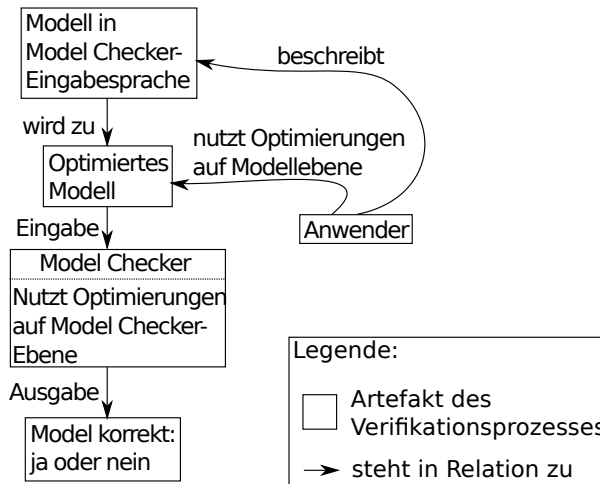 Modell in
Model Checker-
Eingabesprache
beschreibt
wird zu
nutzt Optimierungen
auf Modellebene
Optimiertes
Modell
Eingabe
Anwender
Model Checker
Nutzt Optimierungen
auf Model Checker-
Ebene
Ausgabe
Model korrekt:
ja oder nein
Legende:
Artefakt des
Verifikationsprozesses
steht in Relation zu